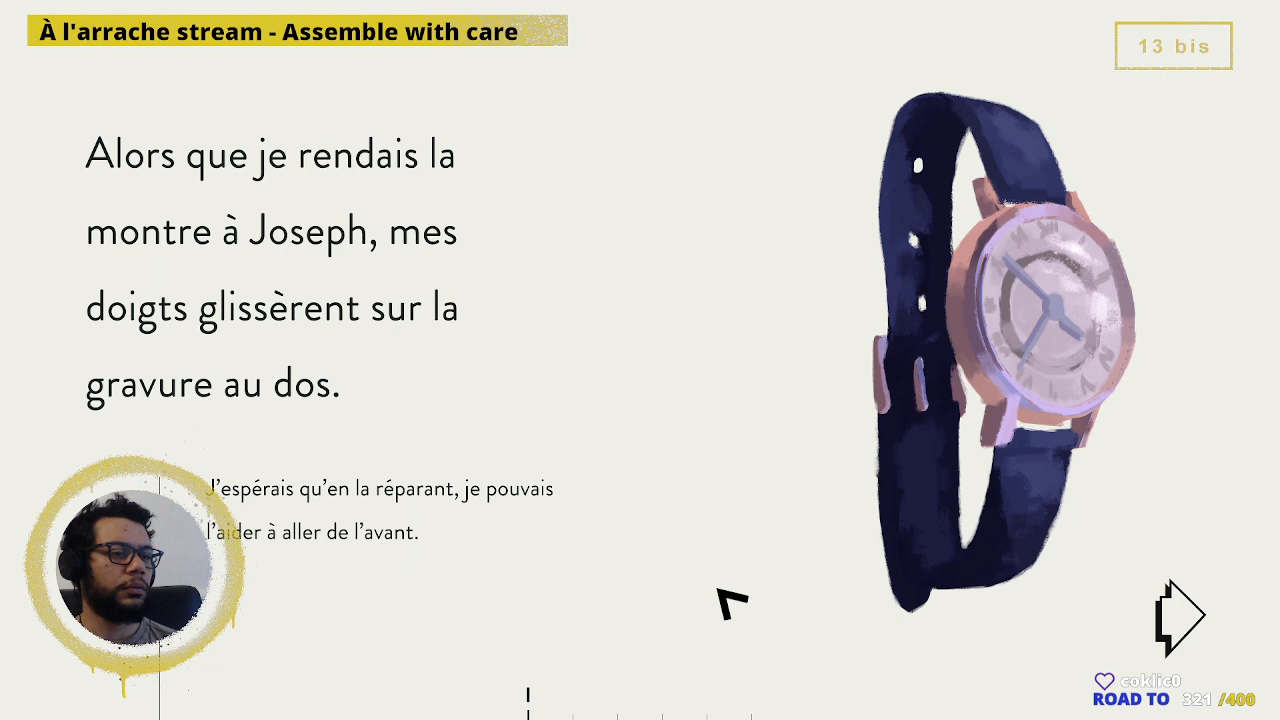 À l'arrache stream - Assemble with care
13 bis
Alors que je rendais la
montre à Joseph, mes
doigts glissèrent sur la
gravure au dos.
J'espérais qu'en la réparant, je pouvais
l'aider à aller de l'avant.
coklic0
ROAD TO 321 /400